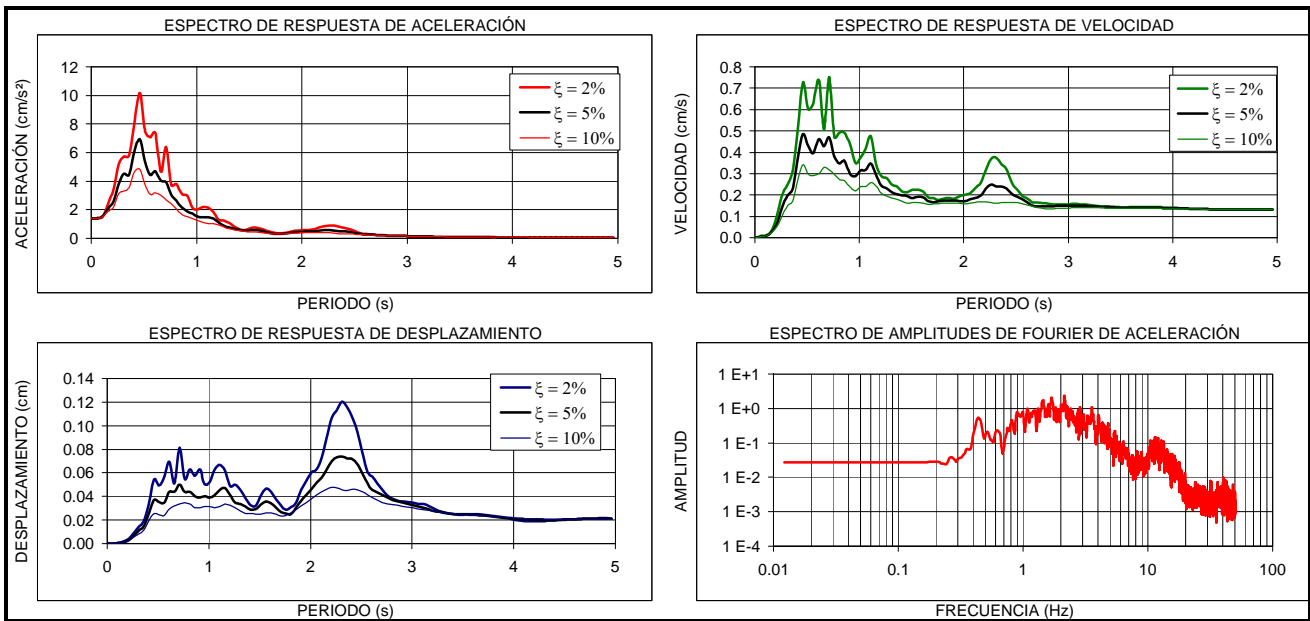 ESPECTRO DE RESPUESTA DE ACELERACIÓN
ACELERACIÓN (cm/s²)
12
10
8
6
4
2
0
0 1 2 3 4 5
ξ = 2%
ξ = 5%
ξ = 10%
PERIODO (s)
ESPECTRO DE RESPUESTA DE VELOCIDAD
VELOCIDAD (cm/s)
0.8
0.7
0.6
0.5
0.4
0.3
0.2
0.1
0.0
0 1 2 3 4 5
ξ = 2%
ξ = 5%
ξ = 10%
PERIODO (s)
ESPECTRO DE RESPUESTA DE DESPLAZAMIENTO
DESPLAZAMIENTO (cm)
0.14
0.12
0.10
0.08
0.06
0.04
0.02
0.00
0 1 2 3 4 5
ξ = 2%
ξ = 5%
ξ = 10%
PERIODO (s)
ESPECTRO DE AMPLITUDES DE FOURIER DE ACELERACIÓN
AMPLITUD
1 E+1
1 E+0
1 E-1
1 E-2
1 E-3
1 E-4
0.01 0.1 1 10 100
FRECUENCIA (Hz)